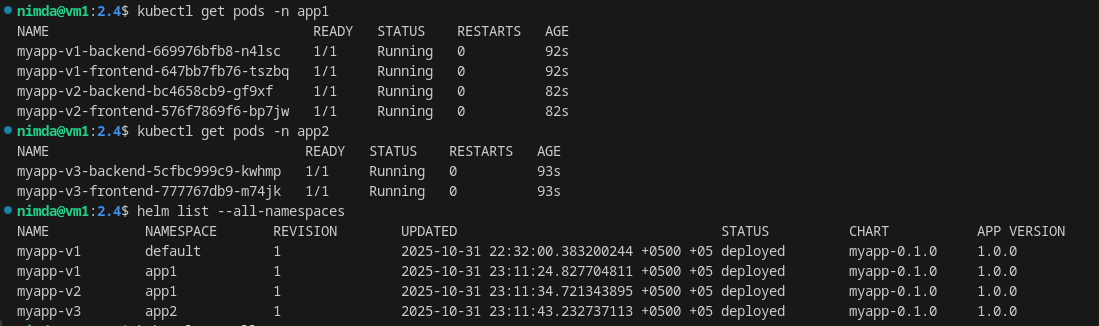 nimda@vm1:2.4$ kubectl get pods -n app1
NAME READY STATUS RESTARTS AGE
myapp-v1-backend-669976bfb8-n4lsc 1/1 Running 0 92s
myapp-v1-frontend-647bb7fb76-tszbq 1/1 Running 0 92s
myapp-v2-backend-bc4658cb9-gf9xf 1/1 Running 0 82s
myapp-v2-frontend-576f7869f6-bp7jw 1/1 Running 0 82s
nimda@vm1:2.4$ kubectl get pods -n app2
NAME READY STATUS RESTARTS AGE
myapp-v3-backend-5cfbc999c9-kwhmp 1/1 Running 0 93s
myapp-v3-frontend-777767db9-m74jk 1/1 Running 0 93s
nimda@vm1:2.4$ helm list --all-namespaces
NAME NAMESPACE REVISION UPDATED STATUS CHART APP VERSION
myapp-v1 default 1 2025-10-31 22:32:00.383200244 +0500 +05 deployed myapp-0.1.0 1.0.0
myapp-v1 app1 1 2025-10-31 23:11:24.827704811 +0500 +05 deployed myapp-0.1.0 1.0.0
myapp-v2 app1 1 2025-10-31 23:11:34.721343895 +0500 +05 deployed myapp-0.1.0 1.0.0
myapp-v3 app2 1 2025-10-31 23:11:43.232737113 +0500 +05 deployed myapp-0.1.0 1.0.0